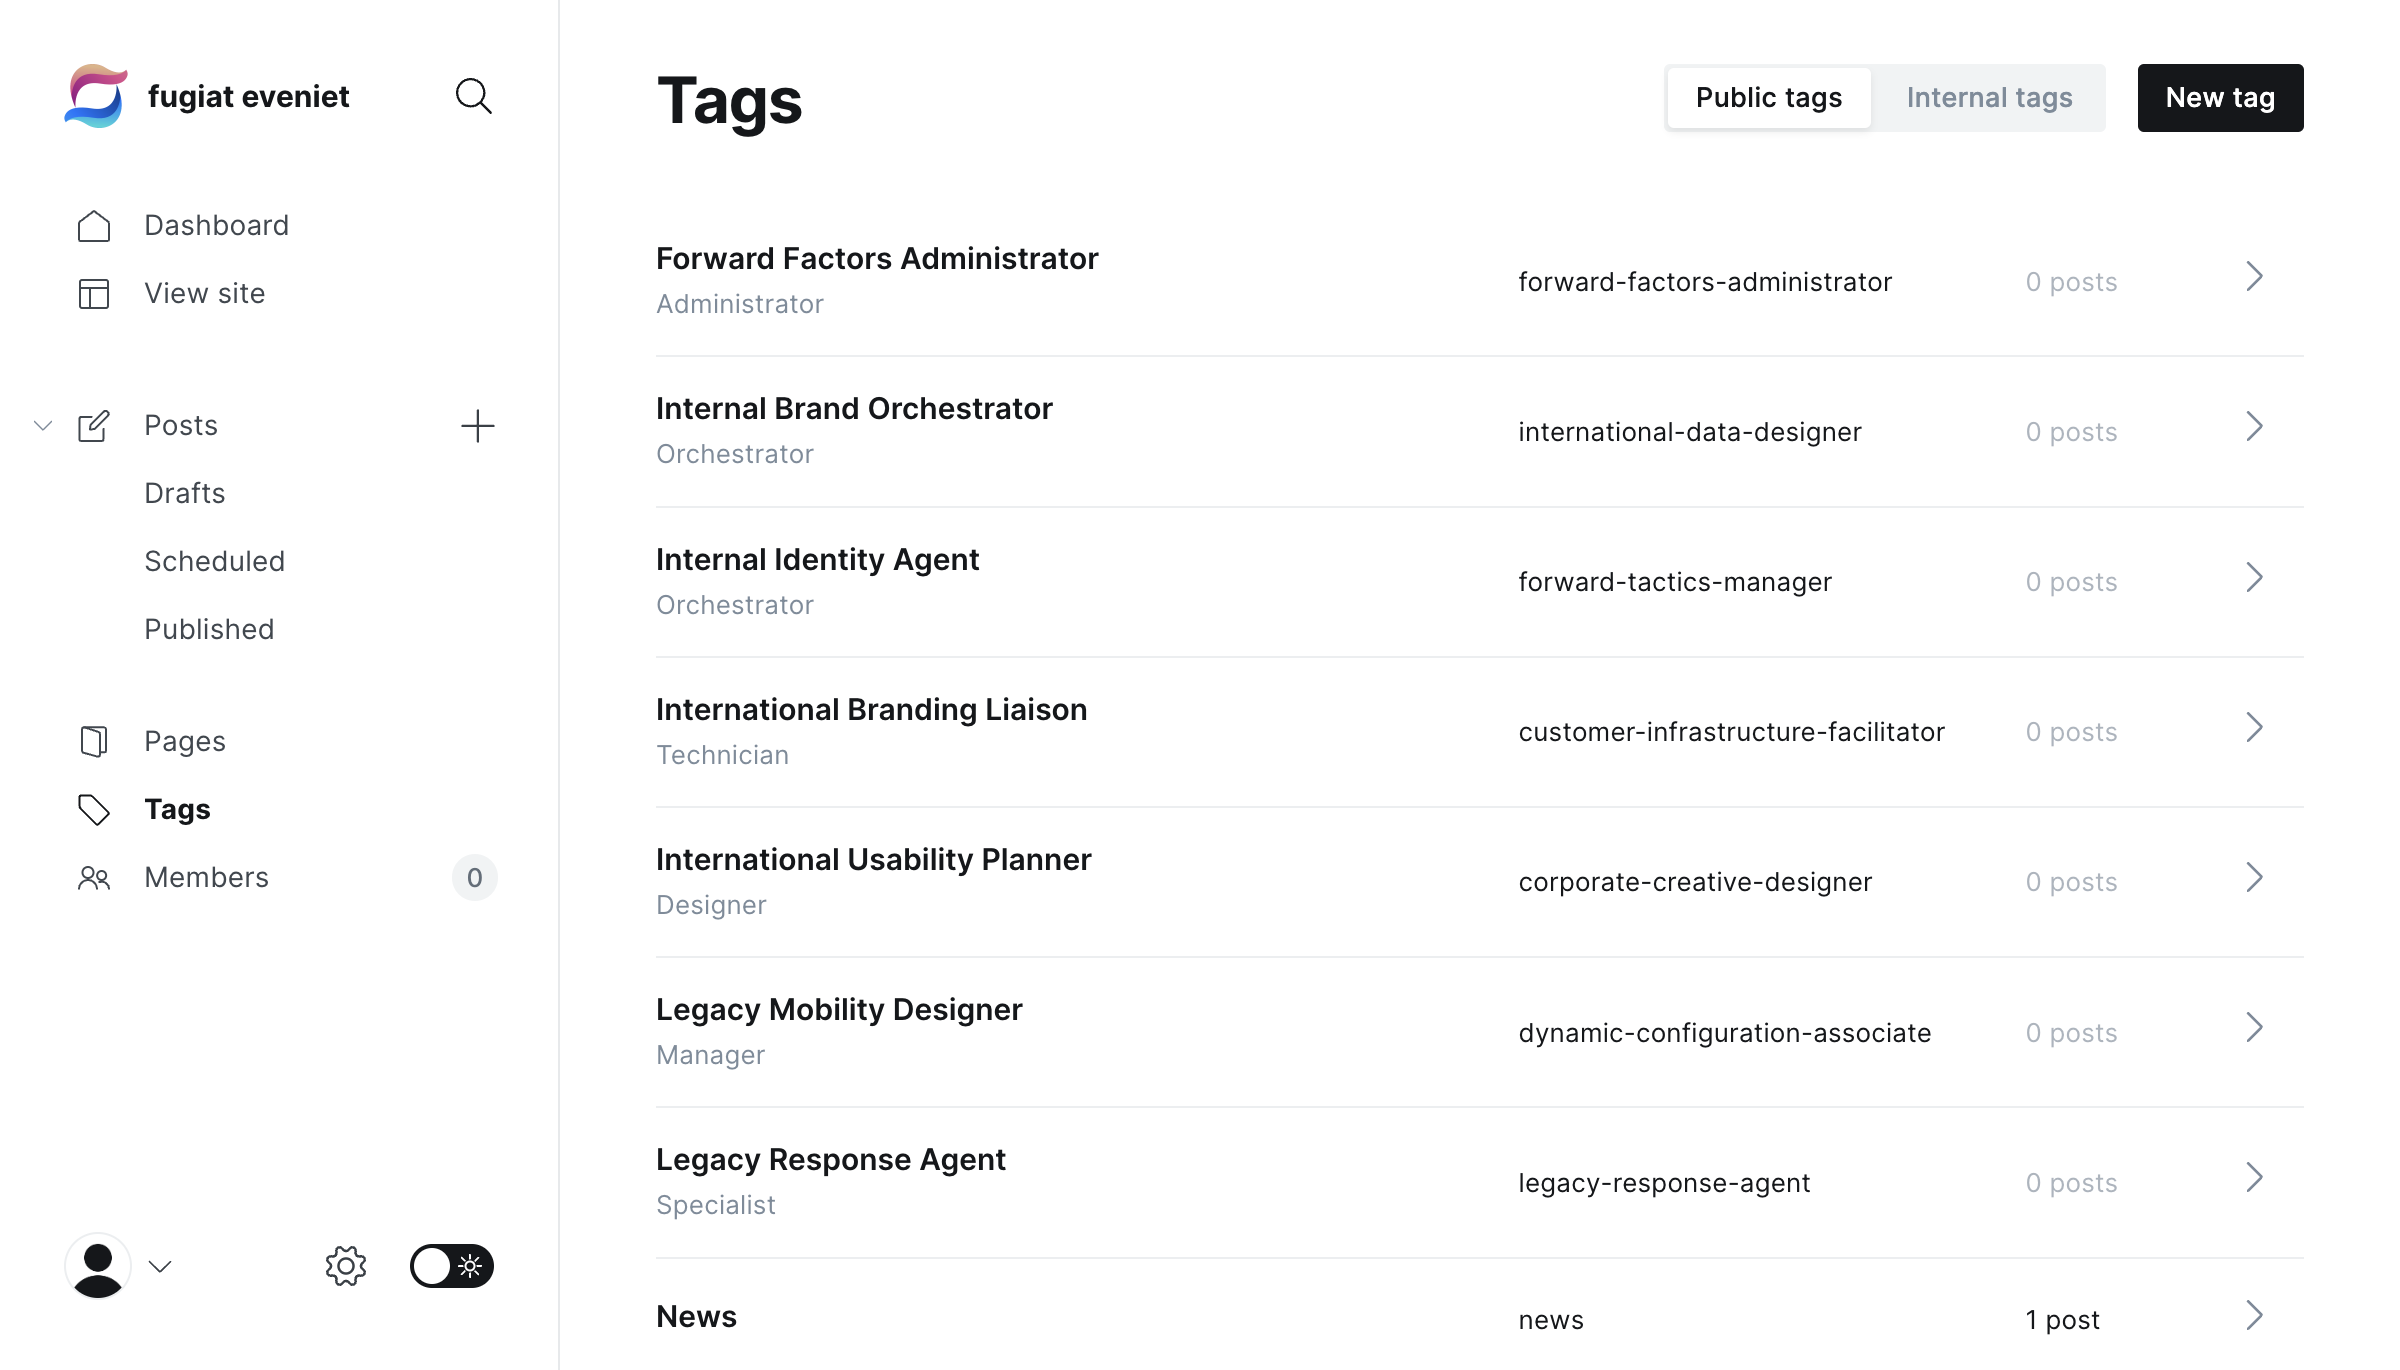 fugiat eveniet
Dashboard
View site
Posts
Drafts
Scheduled
Published
Pages
Tags
Members 0
Tags
Public tags Internal tags New tag
Forward Factors Administrator
Administrator
forward-factors-administrator 0 posts
Internal Brand Orchestrator
Orchestrator
international-data-designer 0 posts
Internal Identity Agent
Orchestrator
forward-tactics-manager 0 posts
International Branding Liaison
Technician
customer-infrastructure-facilitator 0 posts
International Usability Planner
Designer
corporate-creative-designer 0 posts
Legacy Mobility Designer
Manager
dynamic-configuration-associate 0 posts
Legacy Response Agent
Specialist
legacy-response-agent 0 posts
News news 1 post